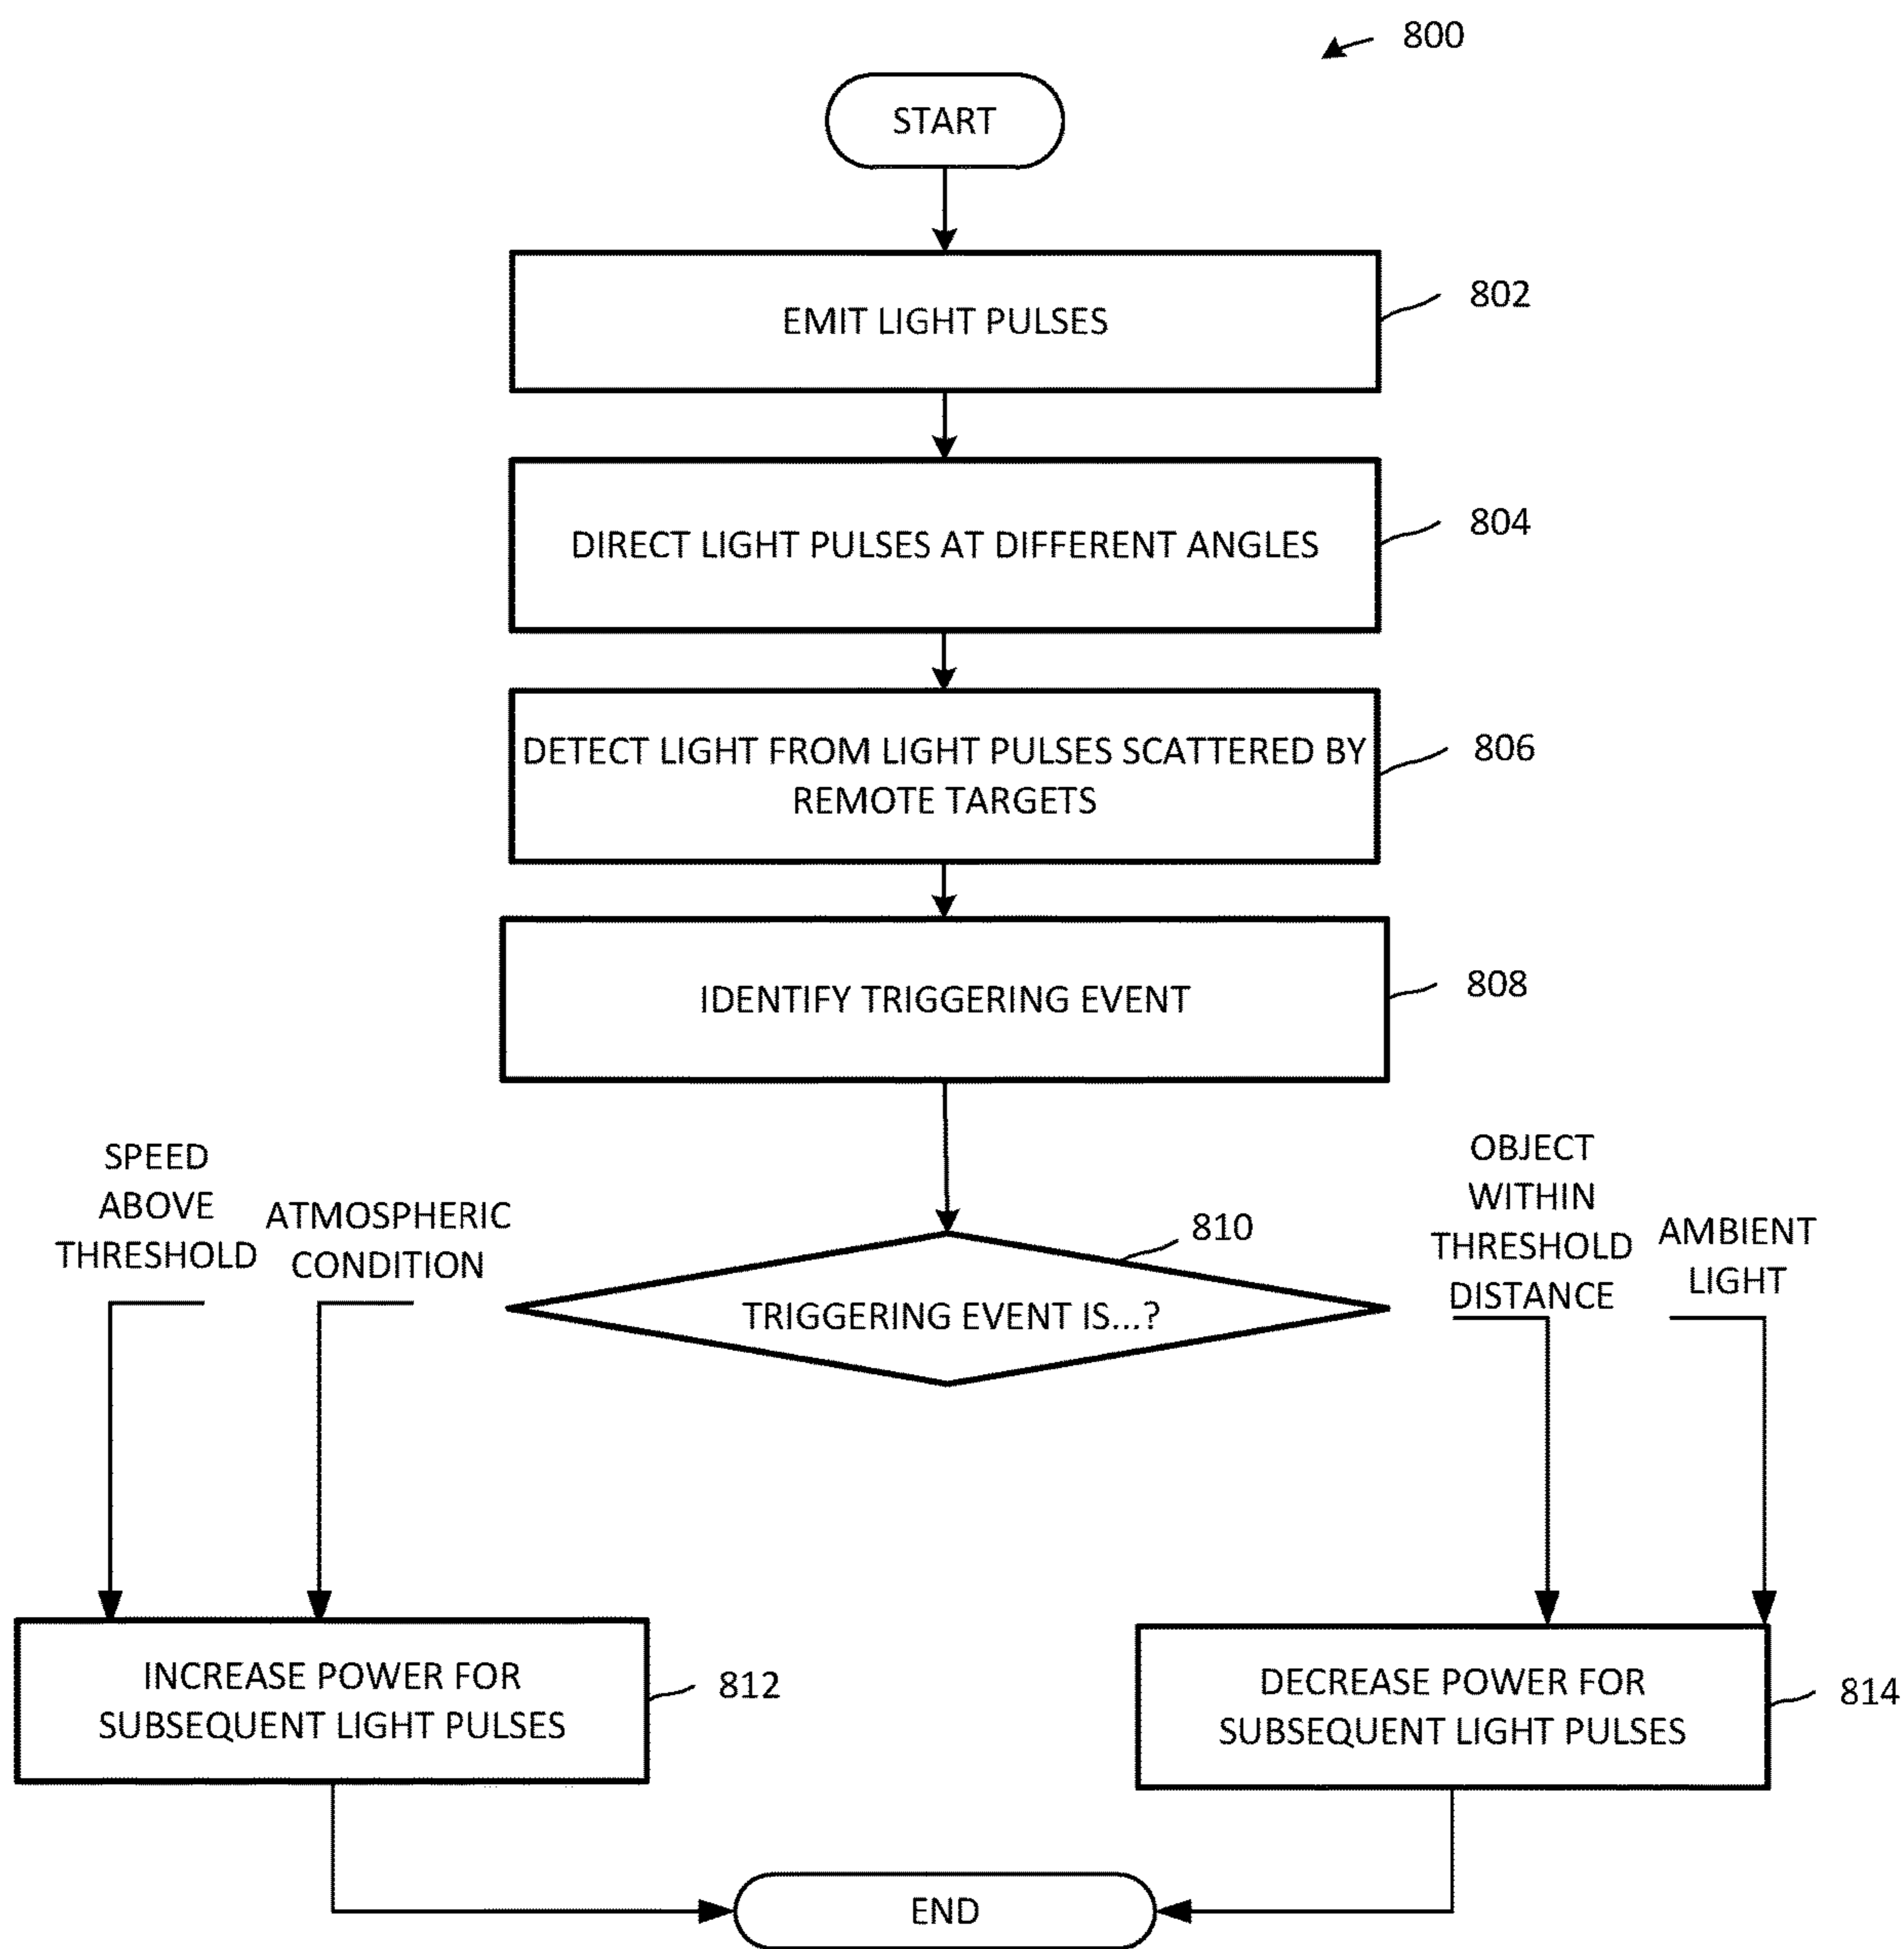 800
START
EMIT LIGHT PULSES
802
DIRECT LIGHT PULSES AT DIFFERENT ANGLES
804
DETECT LIGHT FROM LIGHT PULSES SCATTERED BY
REMOTE TARGETS
806
IDENTIFY TRIGGERING EVENT
808
SPEED
ABOVE
THRESHOLD
ATMOSPHERIC
CONDITION
810
TRIGGERING EVENT IS...?
OBJECT
WITHIN
THRESHOLD
DISTANCE
AMBIENT
LIGHT
INCREASE POWER FOR
SUBSEQUENT LIGHT PULSES
812
DECREASE POWER FOR
SUBSEQUENT LIGHT PULSES
814
END